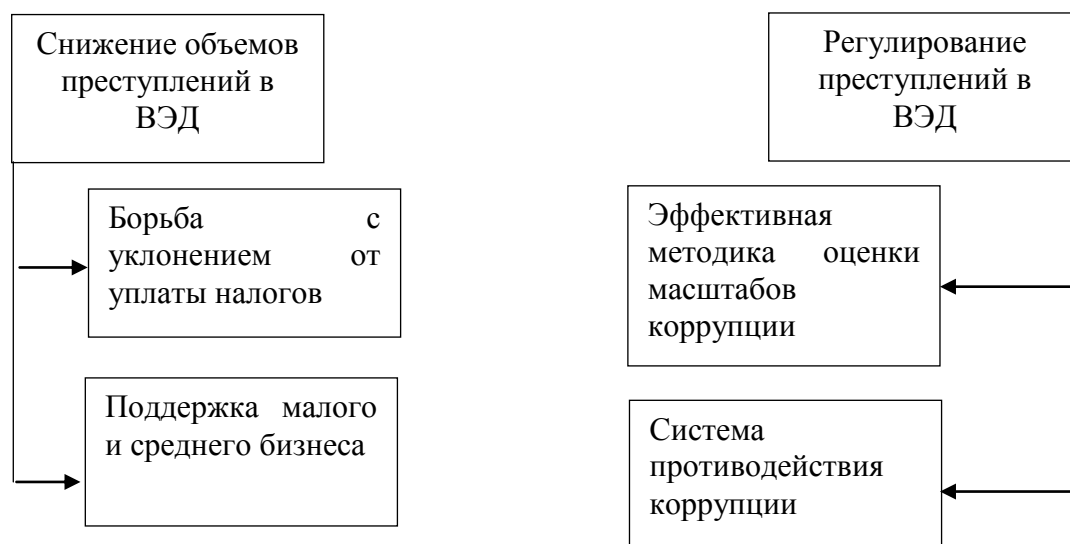 Снижение объемов
преступлений в
ВЭД
Борьба с
уклонением от
уплаты налогов
Поддержка малого
и среднего бизнеса
Регулирование
преступлений в
ВЭД
Эффективная
методика оценки
масштабов
коррупции
Система
противодействия
коррупции